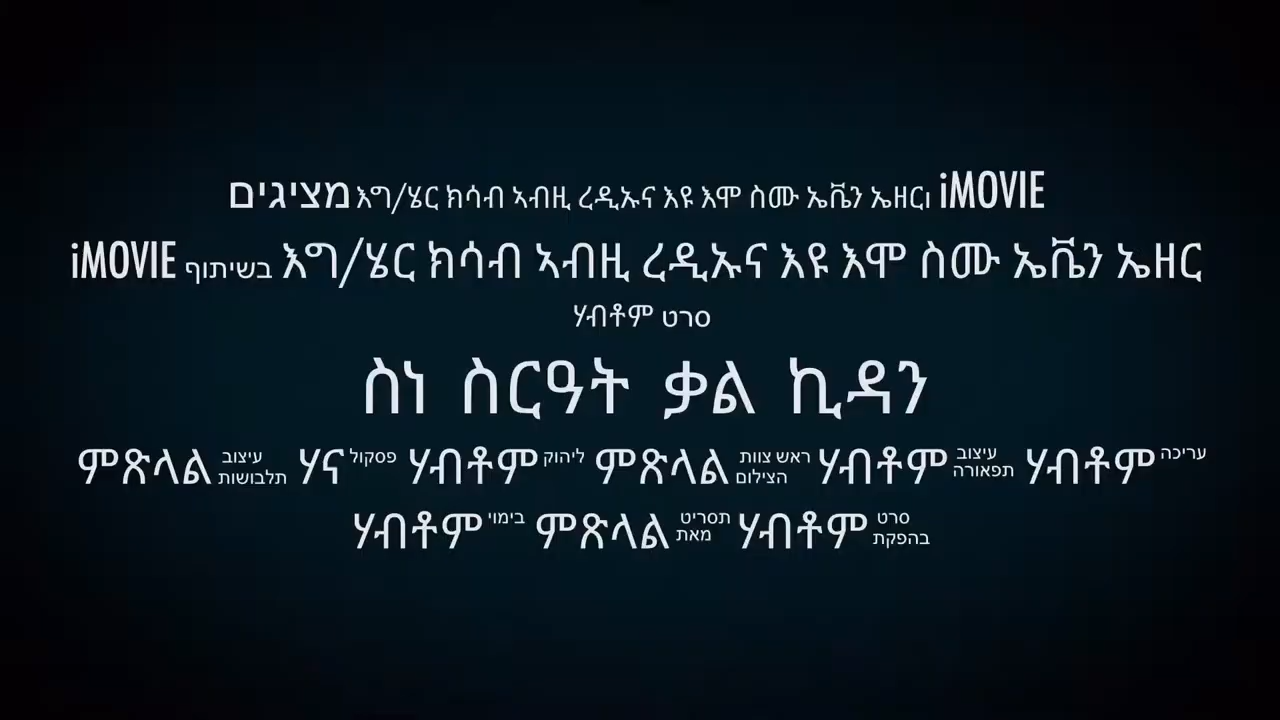 iMOVIE ו እግ/ሄር ክሳብ ኣብዚ ረዲኡና እዩ እሞ ስሙ ኤቬን ኤዘር מציגים
iMOVIE בשיתוף እግ/ሄር ክሳብ ኣብዚ ረዲኡና እዩ እሞ ስሙ ኤቬን ኤዘር
סרט ሃብቶም
ስነ ስርዓት ቃል ኪዳን
עריכה ሃብቶም עיצוב תפאורה ሃብቶም ראש צוות הצילום ምጽላል ליהוק ሃብቶም פסקול ሃና עיצוב תלבושות ምጽላል
סרט בהפקת ሃብቶም תסריט מאת ምጽላል בימוי ሃብቶም